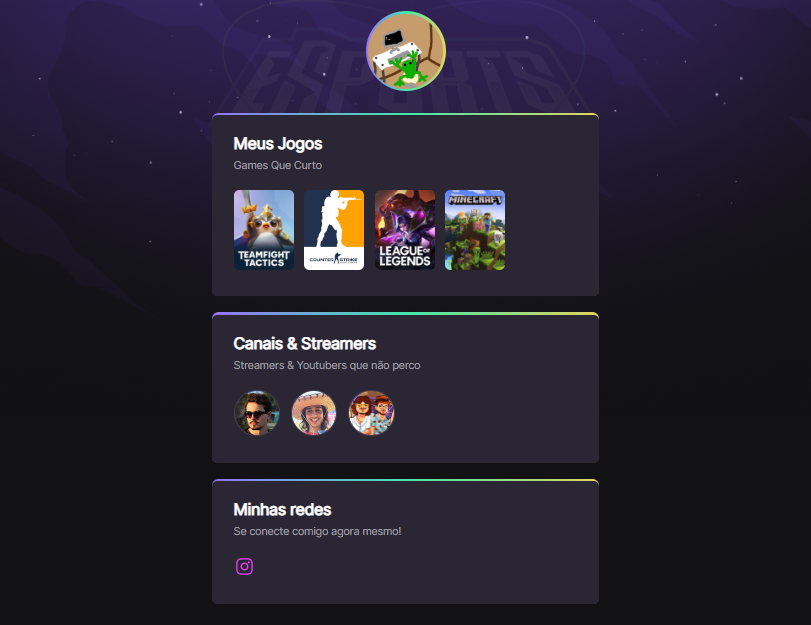 ESPORTS
Meus Jogos
Games Que Curto
TEAMFIGHT
TACTICS
COUNTER STRIKE
LEAGUE OF
LEGENDS
MINECRAFT
Canais & Streamers
Streamers & Youtubers que não perco
Minhas redes
Se conecte comigo agora mesmo!